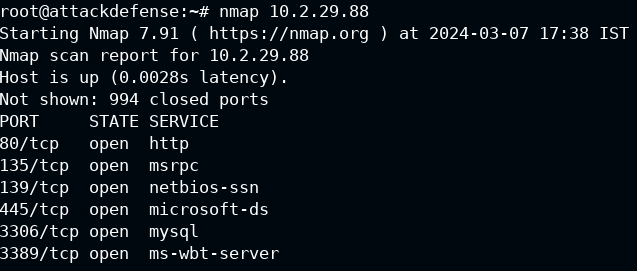 root@attackdefense:~# nmap 10.2.29.88
Starting Nmap 7.91 ( https://nmap.org ) at 2024-03-07 17:38 IST
Nmap scan report for 10.2.29.88
Host is up (0.0028s latency).
Not shown: 994 closed ports
PORT     STATE SERVICE
80/tcp   open  http
135/tcp  open  msrpc
139/tcp  open  netbios-ssn
445/tcp  open  microsoft-ds
3306/tcp open  mysql
3389/tcp open  ms-wbt-server